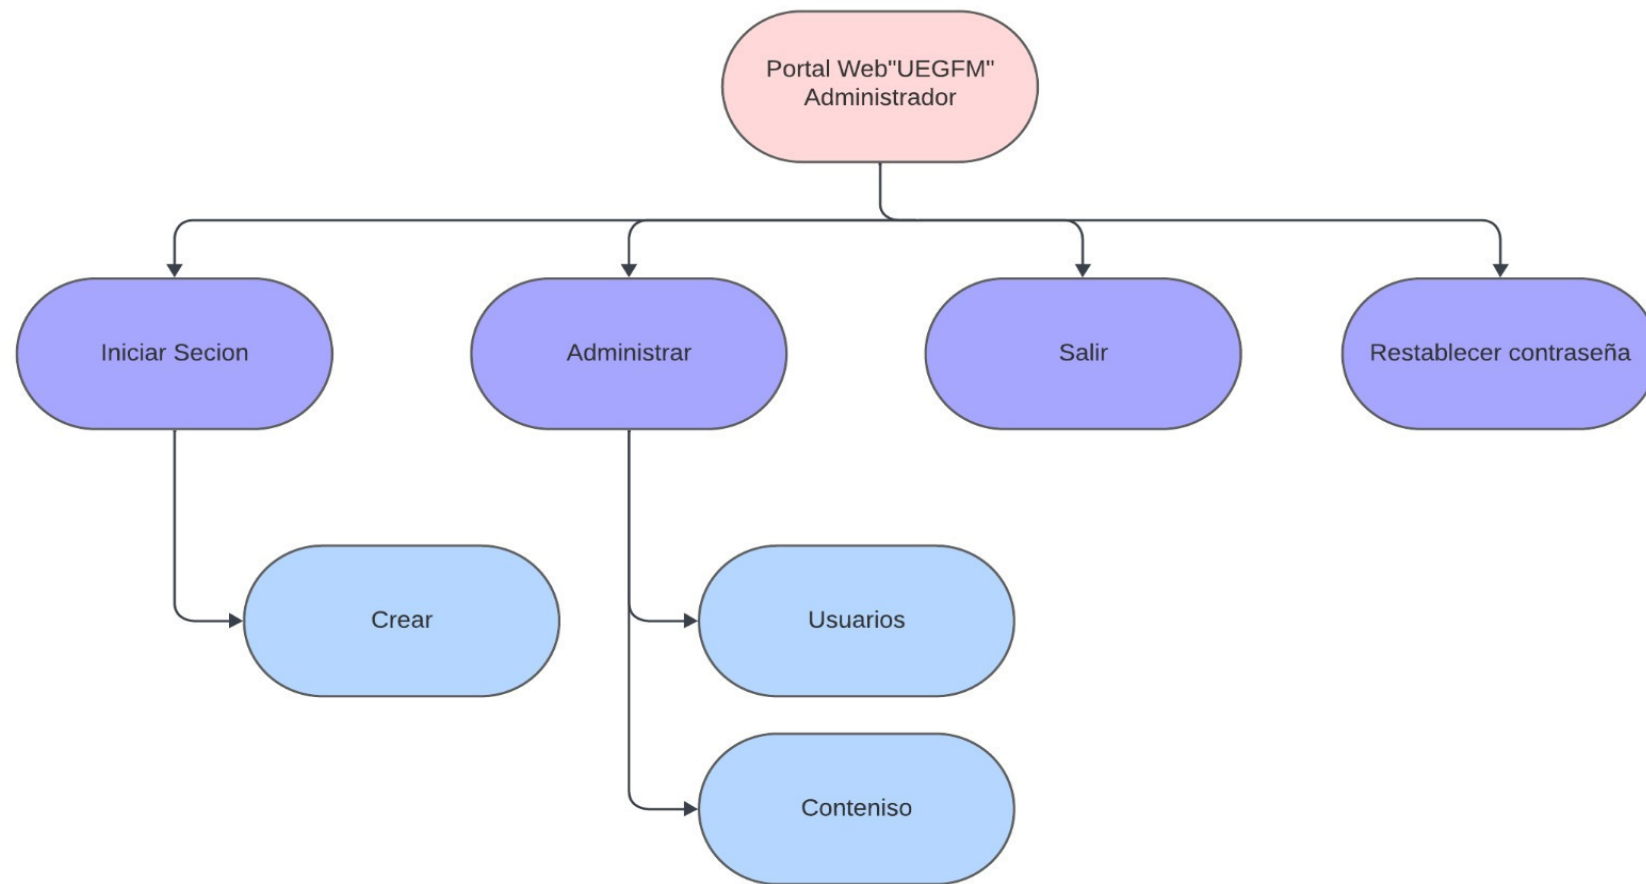 Portal Web"UEGFM"
Administrador
Iniciar Secion
Administrar
Salir
Restablecer contraseña
Crear
Usuarios
Conteniso